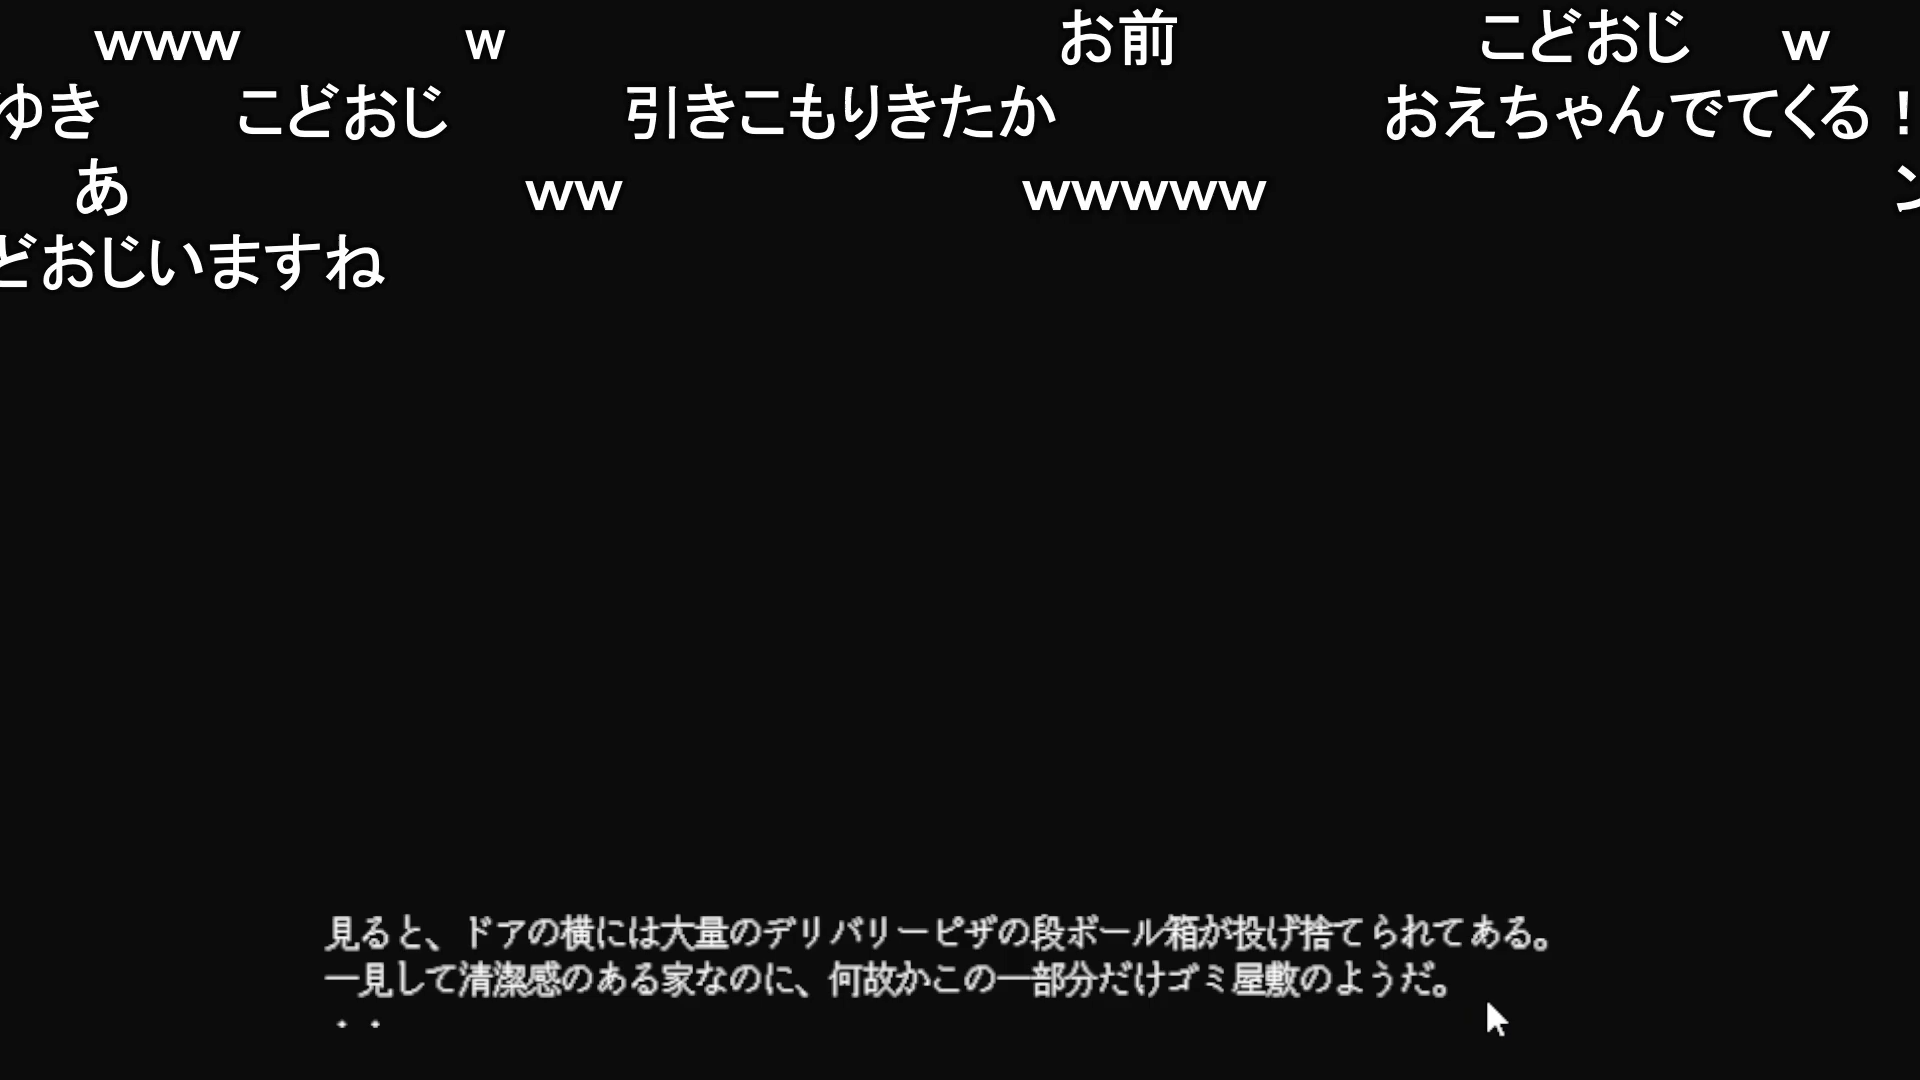 www w お前 こどおじ w
ゆき こどおじ 引きこもりきたか おえちゃんでてくる！
あ ww wwwww
どおじいますね
見ると、ドアの横には大量のデリバリーピザの段ボール箱が投げ捨てられてある。
一見して清潔感のある家なのに、何故かこの一部分だけゴミ屋敷のようだ。
・・